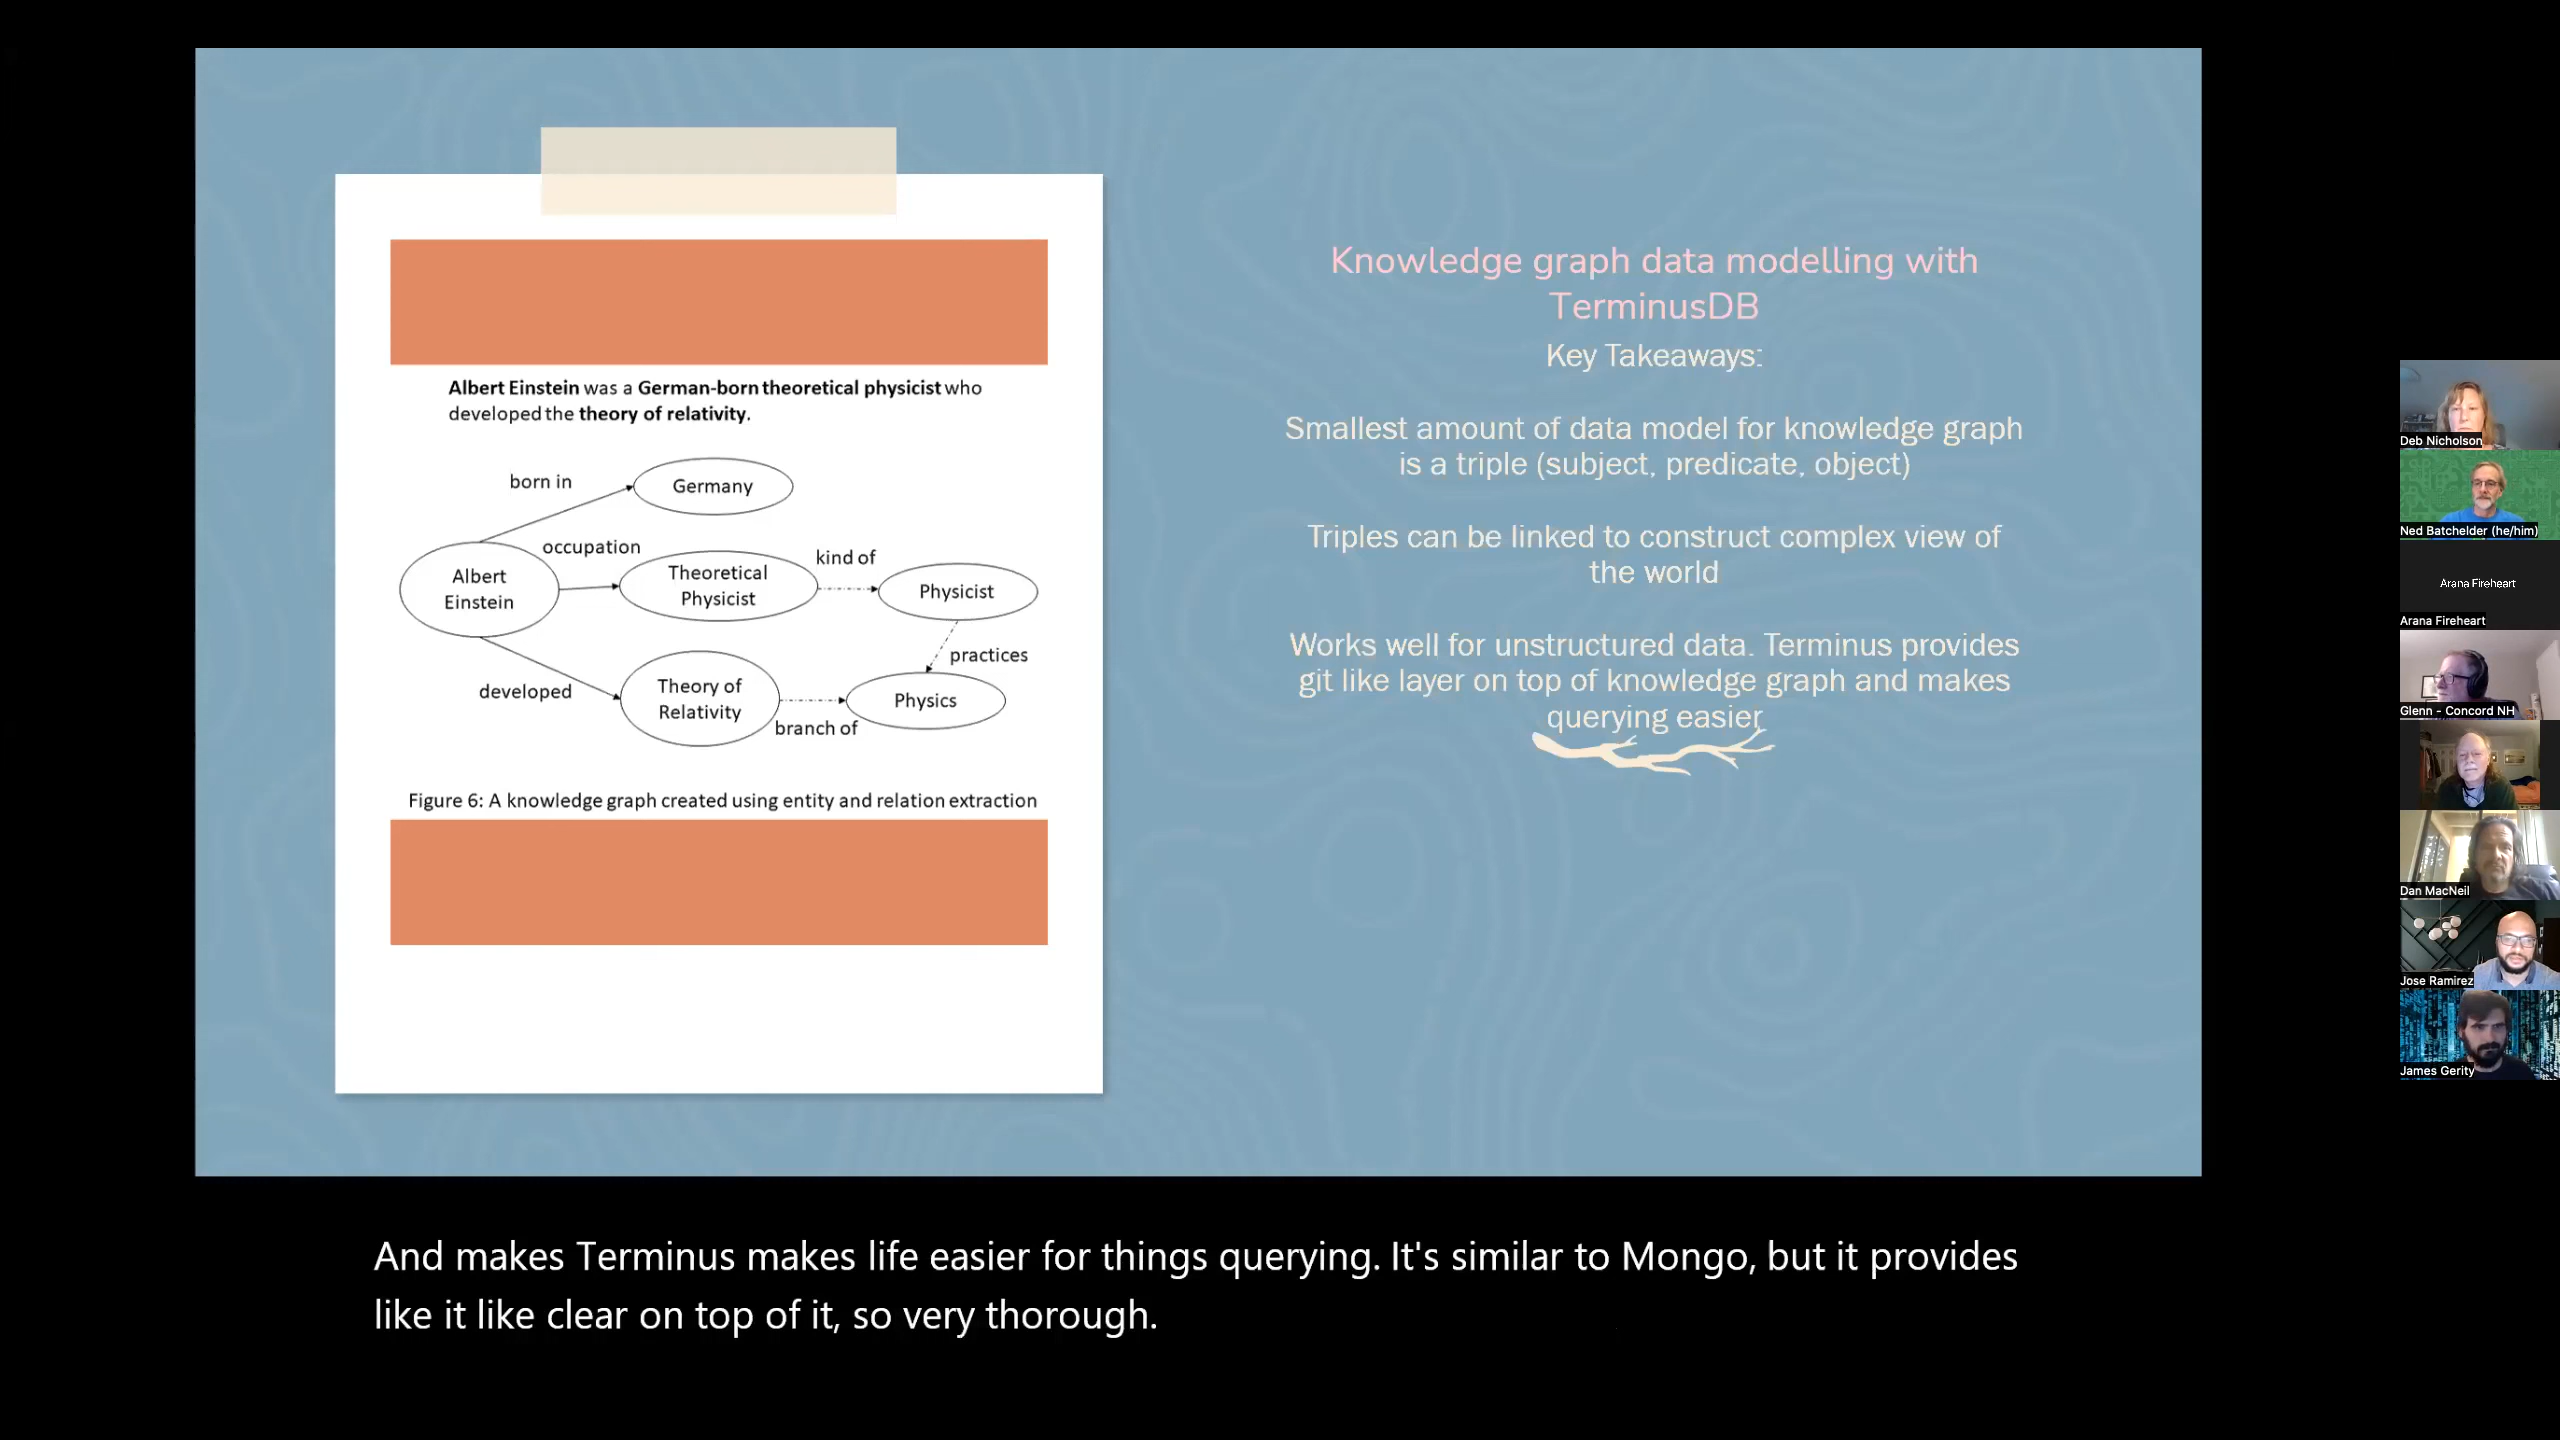 Albert Einstein was a German-born theoretical physicist who
developed the theory of relativity.
born in
Germany
occupation
Albert
Einstein
Theoretical
Physicist
kind of
Physicist
practices
developed
Theory of
Relativity
branch of
Physics
Figure 6: A knowledge graph created using entity and relation extraction
Knowledge graph data modelling with
TerminusDB
Key Takeaways:
Smallest amount of data model for knowledge graph
is a triple (subject, predicate, object)
Triples can be linked to construct complex view of
the world
Works well for unstructured data. Terminus provides
git like layer on top of knowledge graph and makes
querying easier
Deb Nicholson
Ned Batchelder (he/him)
Arana Fireheart
Arana Fireheart
Glenn - Concord NH
Dan MacNeil
Jose Ramirez
James Gerity
And makes Terminus makes life easier for things querying. It's similar to Mongo, but it provides
like it like clear on top of it, so very thorough.